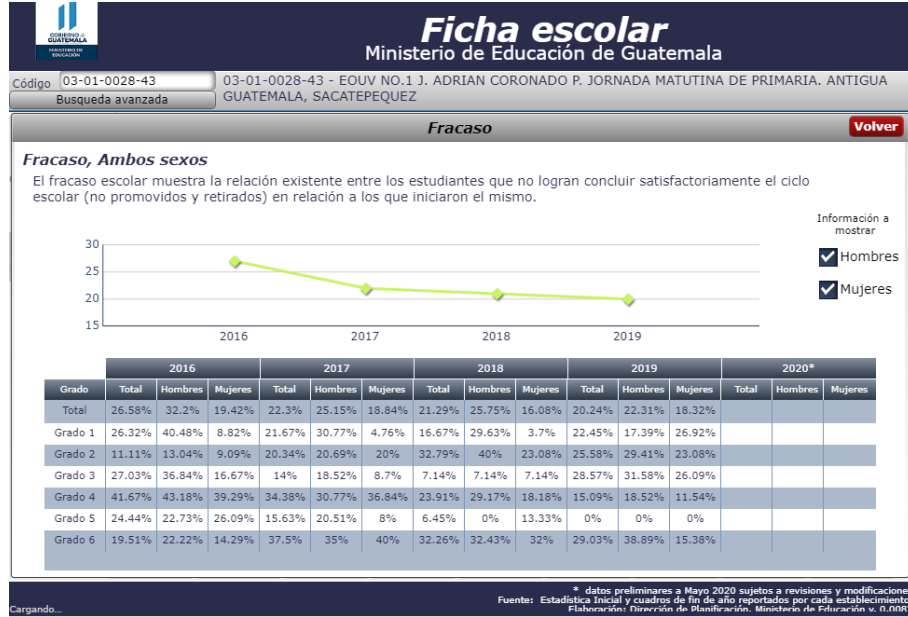 GOBIERNO de
GUATEMALA
MINISTERIO DE
EDUCACIÓN
Ficha escolar
Ministerio de Educación de Guatemala
Código 03-01-0028-43
Busqueda avanzada
03-01-0028-43 - EOUV NO.1 J. ADRIAN CORONADO P. JORNADA MATUTINA DE PRIMARIA. ANTIGUA
GUATEMALA, SACATEPEQUEZ
Fracaso
Volver
Fracaso, Ambos sexos
El fracaso escolar muestra la relación existente entre los estudiantes que no logran concluir satisfactoriamente el ciclo
escolar (no promovidos y retirados) en relación a los que iniciaron el mismo.
Información a
mostrar
Hombres
Mujeres
30
25
20
15
2016 2017 2018 2019
2016 2017 2018 2019 2020*
Grado Total Hombres Mujeres Total Hombres Mujeres Total Hombres Mujeres Total Hombres Mujeres Total Hombres Mujeres
Total 26.58% 32.2% 19.42% 22.3% 25.15% 18.84% 21.29% 25.75% 16.08% 20.24% 22.31% 18.32%
Grado 1 26.32% 40.48% 8.82% 21.67% 30.77% 4.76% 16.67% 29.63% 3.7% 22.45% 17.39% 26.92%
Grado 2 11.11% 13.04% 9.09% 20.34% 20.69% 20% 32.79% 40% 23.08% 25.58% 29.41% 23.08%
Grado 3 27.03% 36.84% 16.67% 14% 18.52% 8.7% 7.14% 7.14% 7.14% 28.57% 31.58% 26.09%
Grado 4 41.67% 43.18% 39.29% 34.38% 30.77% 36.84% 23.91% 29.17% 18.18% 15.09% 18.52% 11.54%
Grado 5 24.44% 22.73% 26.09% 15.63% 20.51% 8% 6.45% 0% 13.33% 0% 0% 0%
Grado 6 19.51% 22.22% 14.29% 37.5% 35% 40% 32.26% 32.43% 32% 29.03% 38.89% 15.38%
* datos preliminares a Mayo 2020 sujetos a revisiones y modificacione
Fuente: Estadística Inicial y cuadros de fin de año reportados por cada establecimiento
Elaboración: Dirección de Planificación. Ministerio de Educación v. 0.008
Cargando...